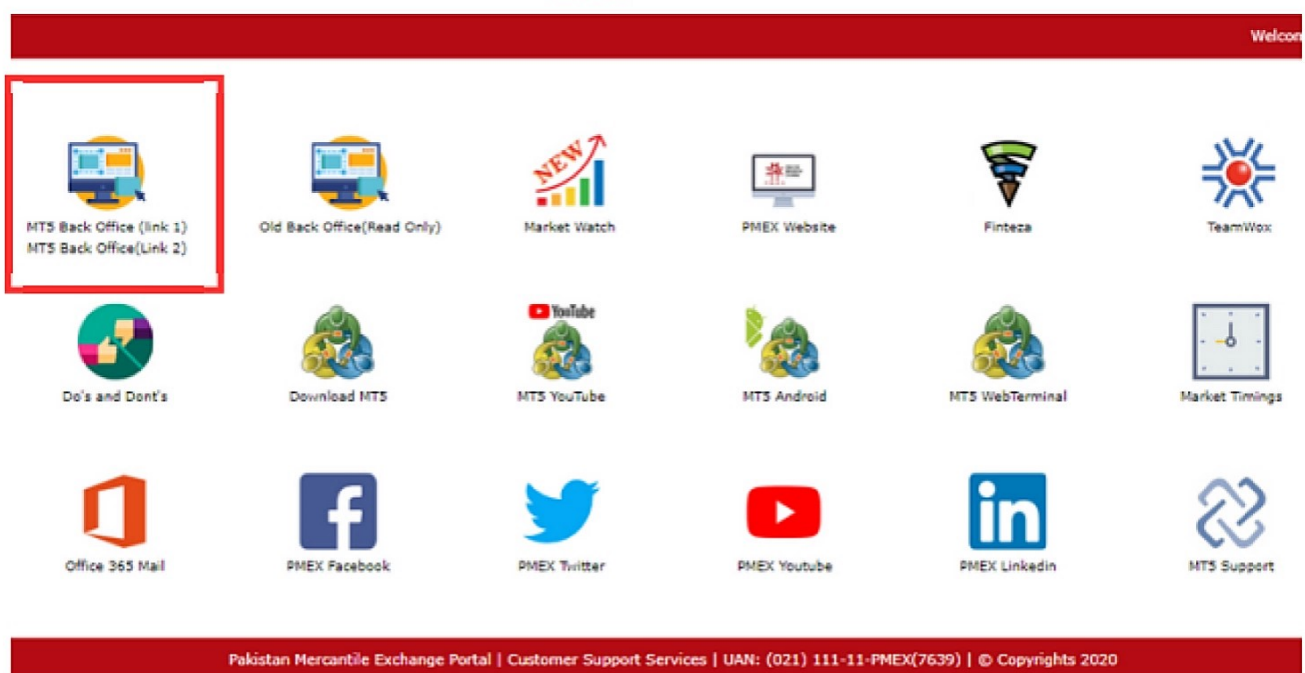 Welcom
NEW
YouTube
MT5 Back Office (link 1)
MT5 Back Office(Link 2)
Old Back Office(Read Only)
Market Watch
PMEX Website
Finteza
TeamWox
Do's and Dont's
Download MT5
MT5 YouTube
MT5 Android
MT5 WebTerminal
Market Timings
Office 365 Mail
PMEX Facebook
PMEX Twitter
PMEX Youtube
PMEX Linkedin
MT5 Support
Pakistan Mercantile Exchange Portal | Customer Support Services | UAN: (021) 111-11-PMEX(7639) | © Copyrights 2020